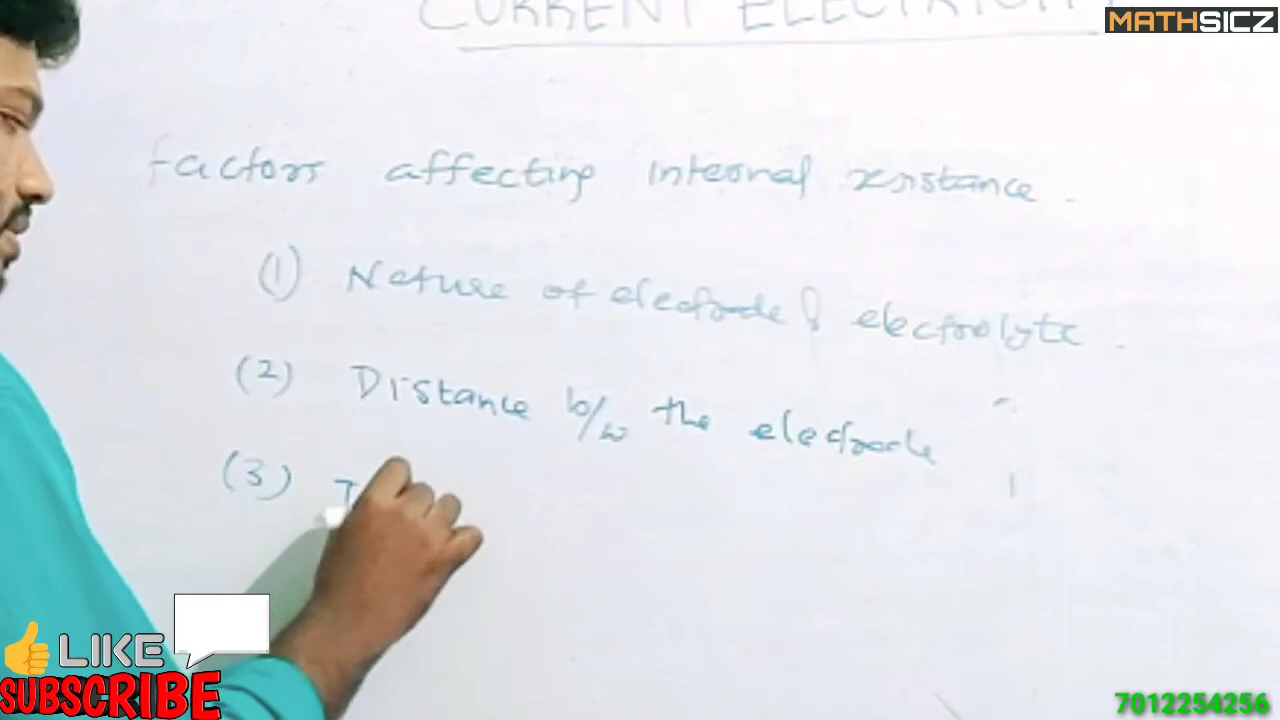 CURRENT ELECTRICITY
MATHSICZ
factors affecting internal resistance.
(1) Nature of electrode & electrolyte.
(2) Distance b/w the electrode
(3) T
LIKE
SUBSCRIBE
7012254256